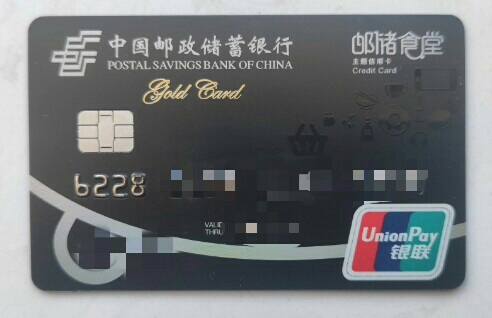 中国邮政储蓄银行
POSTAL SAVINGS BANK OF CHINA
邮储食堂
主题信用卡
Credit Card
Gold Card
6228
VALID
THRU
UnionPay
银联